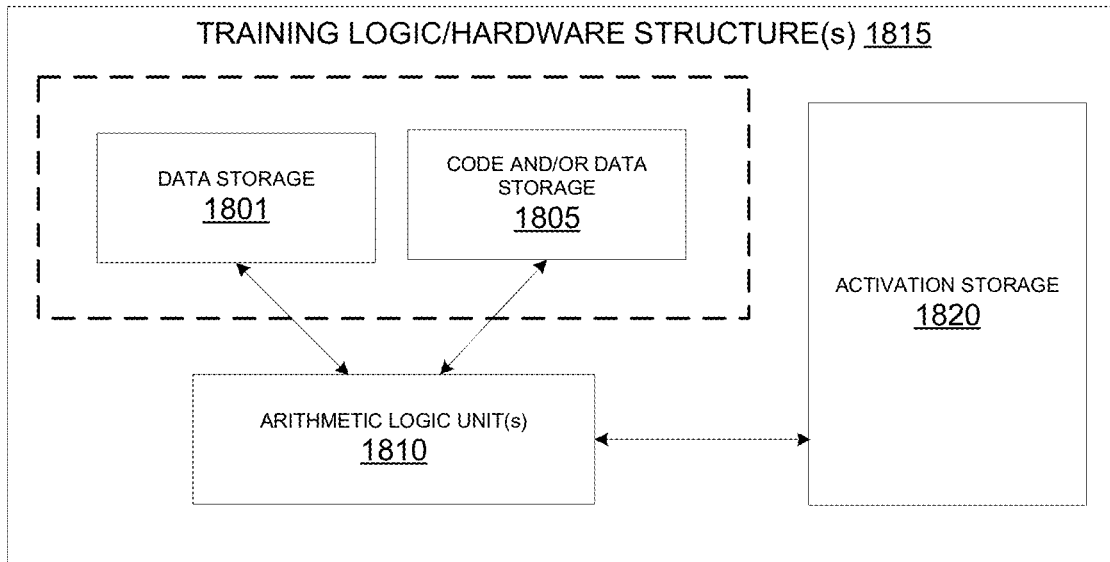 TRAINING LOGIC/HARDWARE STRUCTURE(s) 1815
DATA STORAGE
1801
CODE AND/OR DATA
STORAGE
1805
ACTIVATION STORAGE
1820
ARITHMETIC LOGIC UNIT(s)
1810